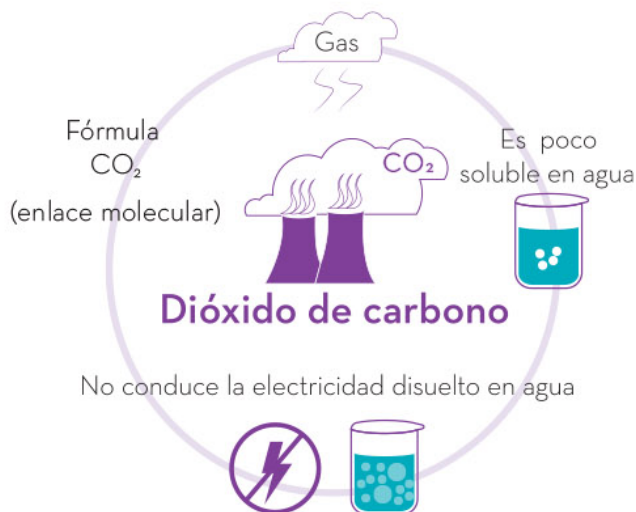 Gas
Fórmula
CO₂
(enlace molecular)
CO₂
Es poco
soluble en agua
Dióxido de carbono
No conduce la electricidad disuelto en agua